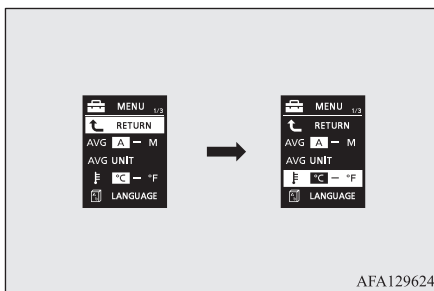 MENU 1/3
RETURN
AVG A – M
AVG UNIT
°C – °F
LANGUAGE
MENU 1/3
RETURN
AVG A – M
AVG UNIT
°C – °F
LANGUAGE
AFA129624